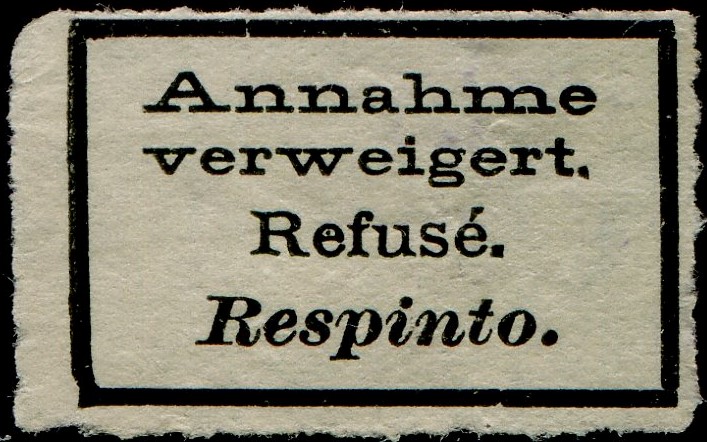 Annahme
verweigert.
Refusé.
Respinto.